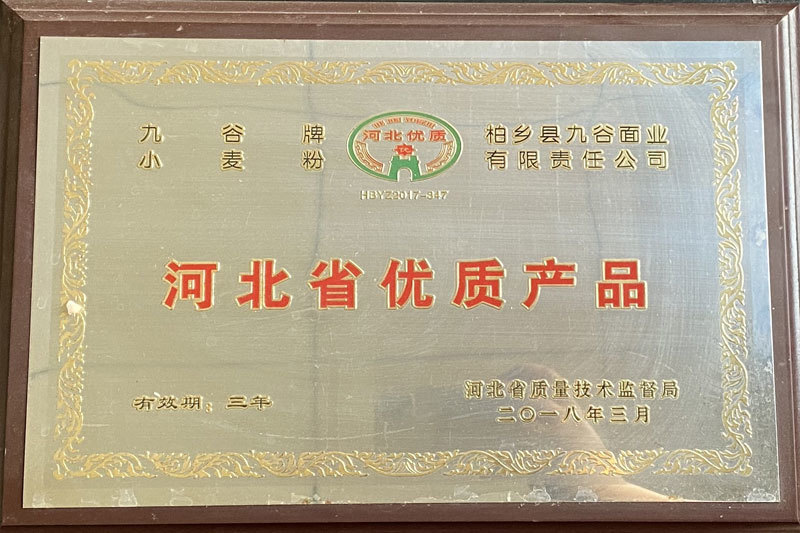 九谷牌
小麦粉
河北优质
HBYZ2017-347
柏乡县九谷面业
有限责任公司
河北省优质产品
有效期：三年
河北省质量技术监督局
二〇一八年三月